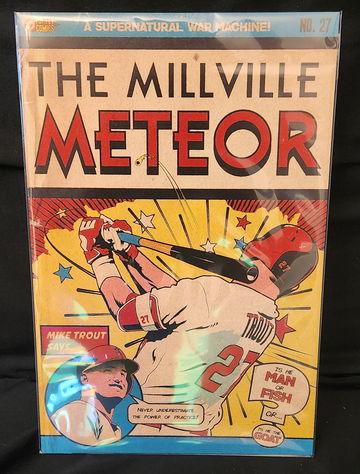 A SUPERNATURAL WAR MACHINE!
NO. 27
THE MILLVILLE
METEOR
27
TROUT
27
27
MIKE TROUT
SAYS...
NEVER UNDERESTIMATE
THE POWER OF PRACTICE!
IS HE
MAN
OR
FISH
?
OR
IS HE THE
GOAT